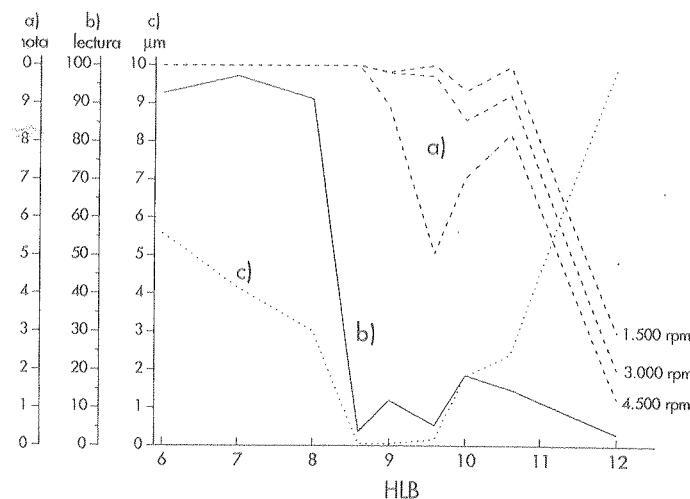 a) b) c)
nota lectura µm
0 100 10
9 90 9
8 80 8
7 70 7
6 60 6
5 50 5
4 40 4
3 30 3
2 20 2
1 10 1
0 0 0
a)
c)
b)
1.500 rpm
3.000 rpm
4.500 rpm
6 7 8 9 10 11 12
HLB